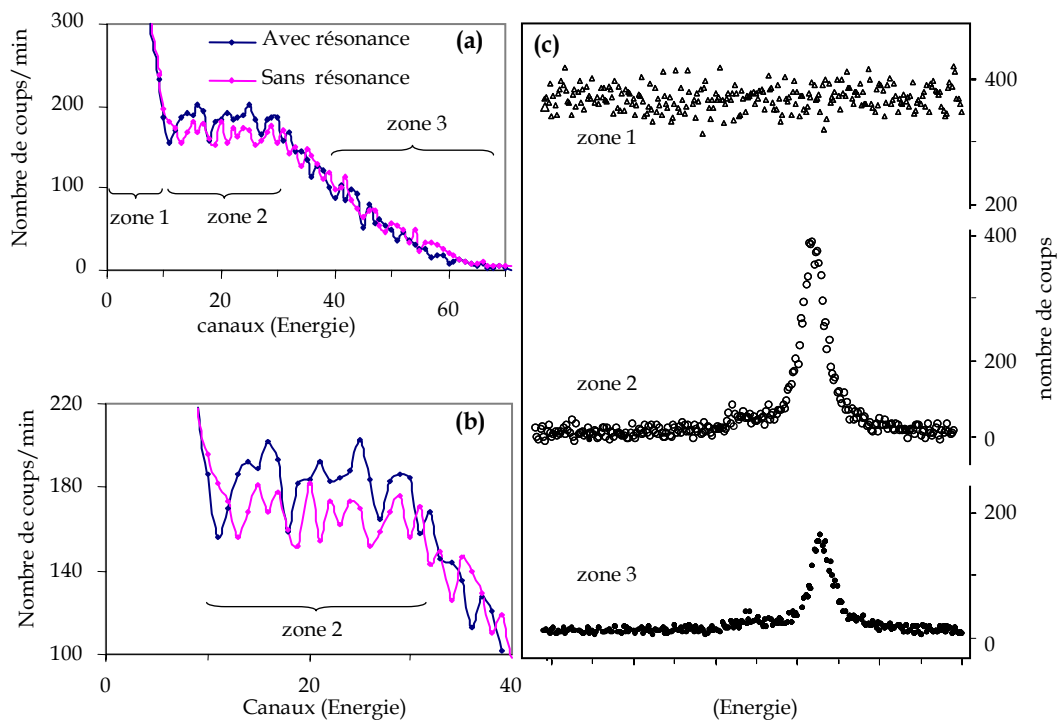 (a)
Nombre de coups/ min
300
200
100
0
Avec résonance
Sans résonance
zone 1
zone 2
zone 3
0
20
40
60
canaux (Energie)
(b)
Nombre de coups/min
220
180
140
100
zone 2
0
20
40
Canaux (Energie)
(c)
zone 1
400
200
zone 2
400
200
0
zone 3
200
0
nombre de coups
(Energie)